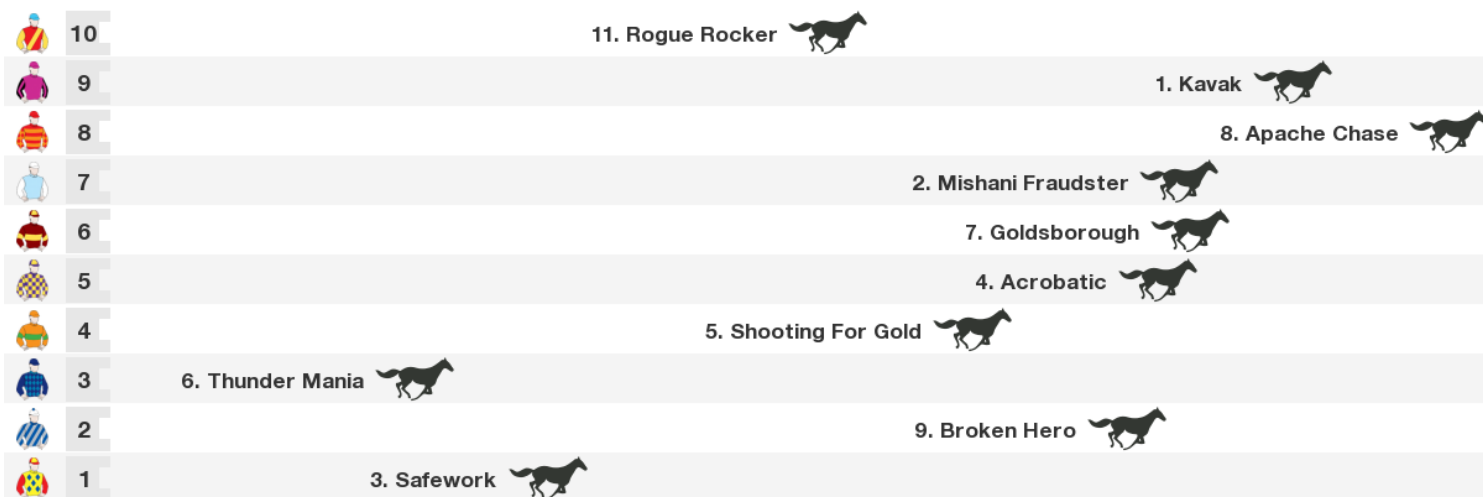 10 11. Rogue Rocker
9 1. Kavak
8 8. Apache Chase
7 2. Mishani Fraudster
6 7. Goldsborough
5 4. Acrobatic
4 5. Shooting For Gold
3 6. Thunder Mania
2 9. Broken Hero
1 3. Safework